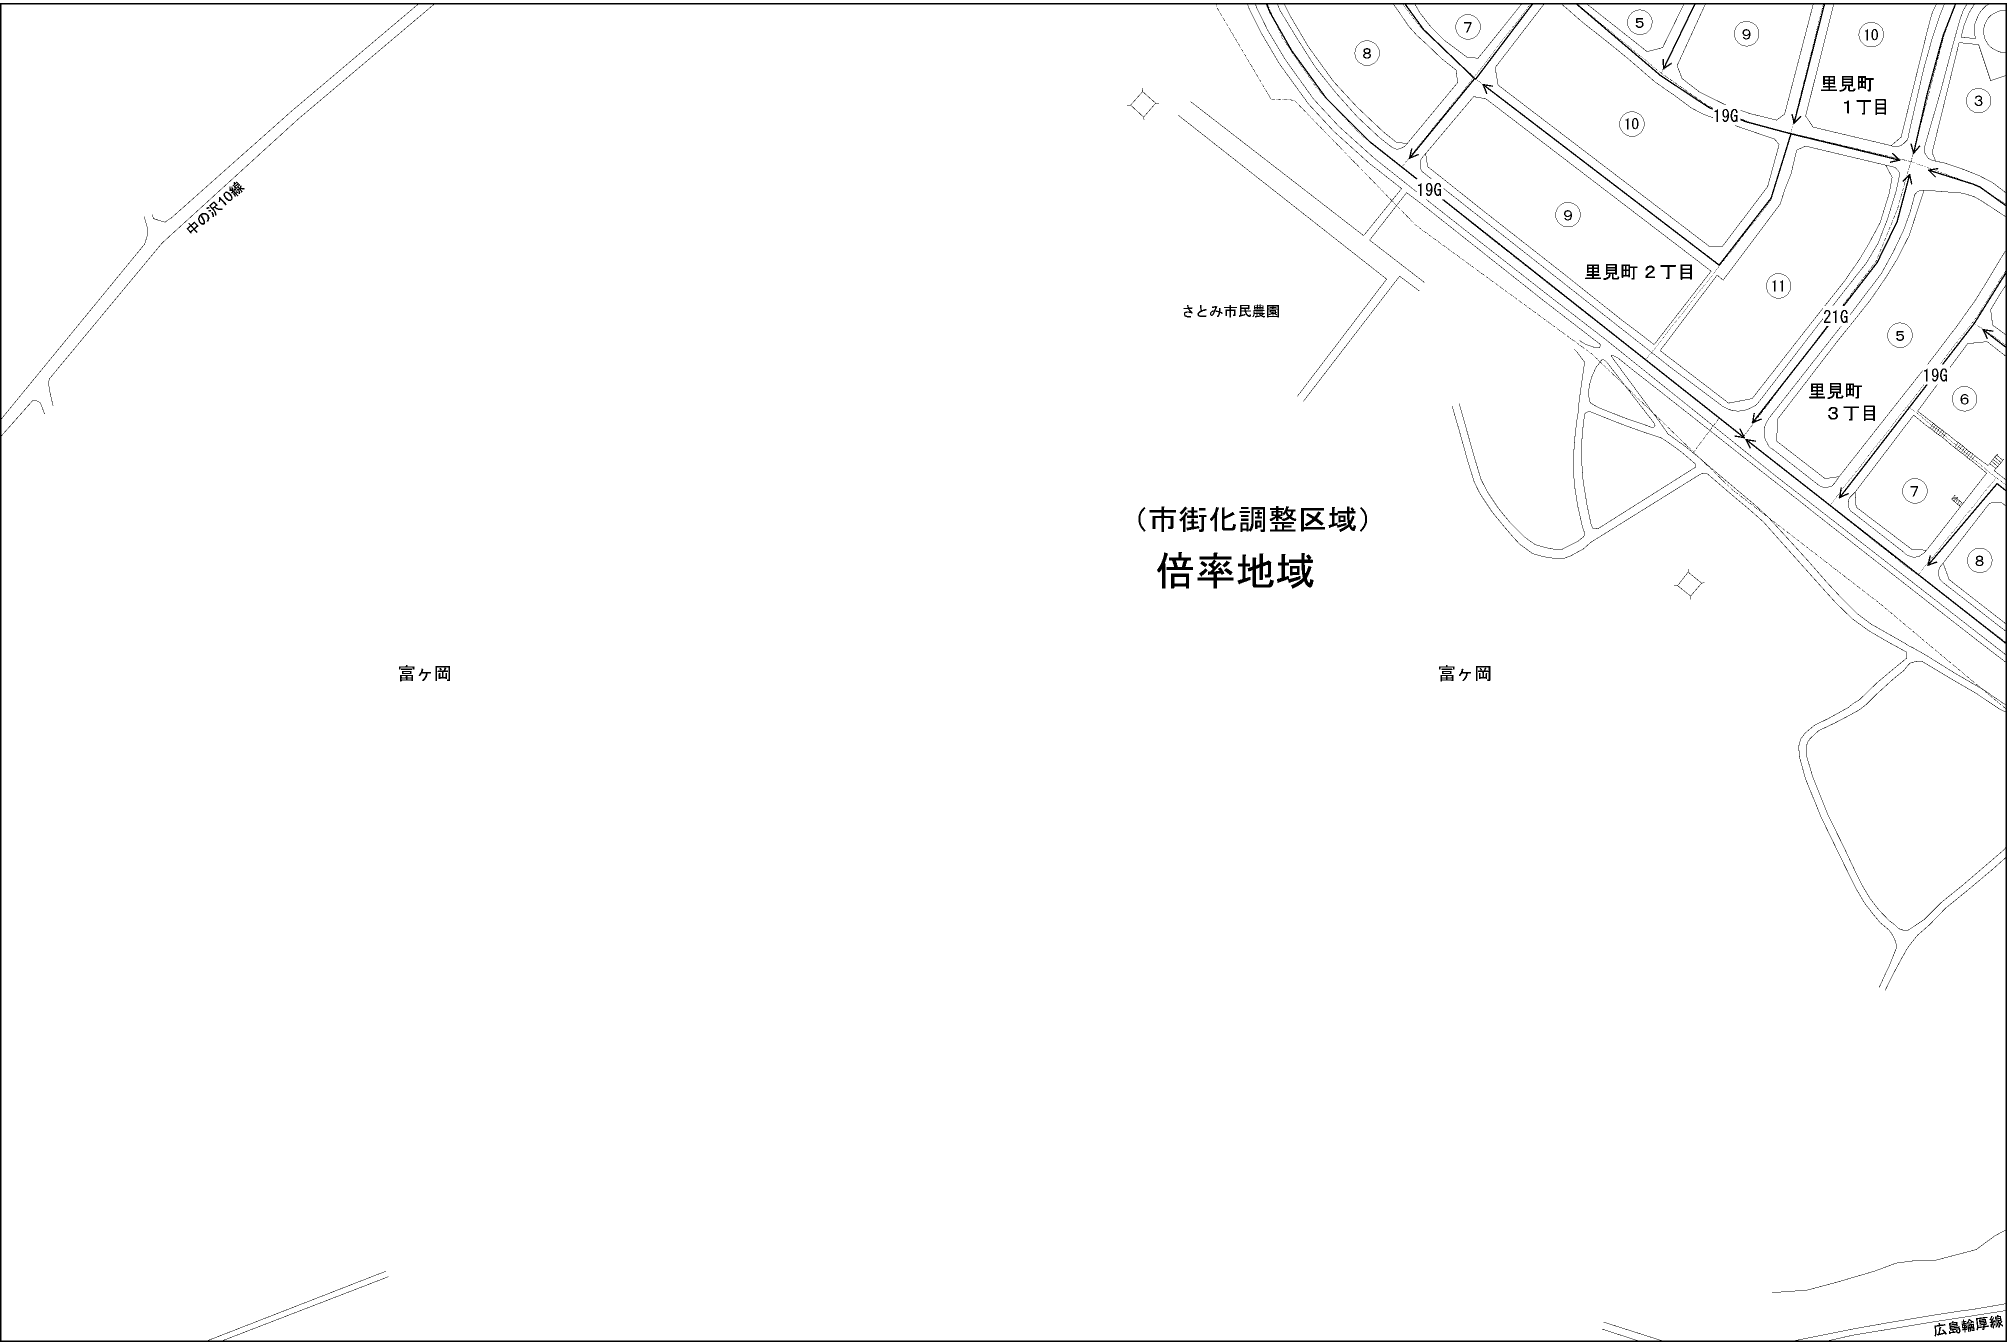 ⑦
⑤
⑨
⑩
⑧
里見町
1丁目
③
19G
⑩
中の沢10線
19G
⑨
里見町 2 丁目
⑪
さとみ市民農園
21G
⑤
19G
里見町
3丁目
⑥
⑦
（市街化調整区域）
倍率地域
⑧
富ヶ岡
富ヶ岡
広島輪厚線